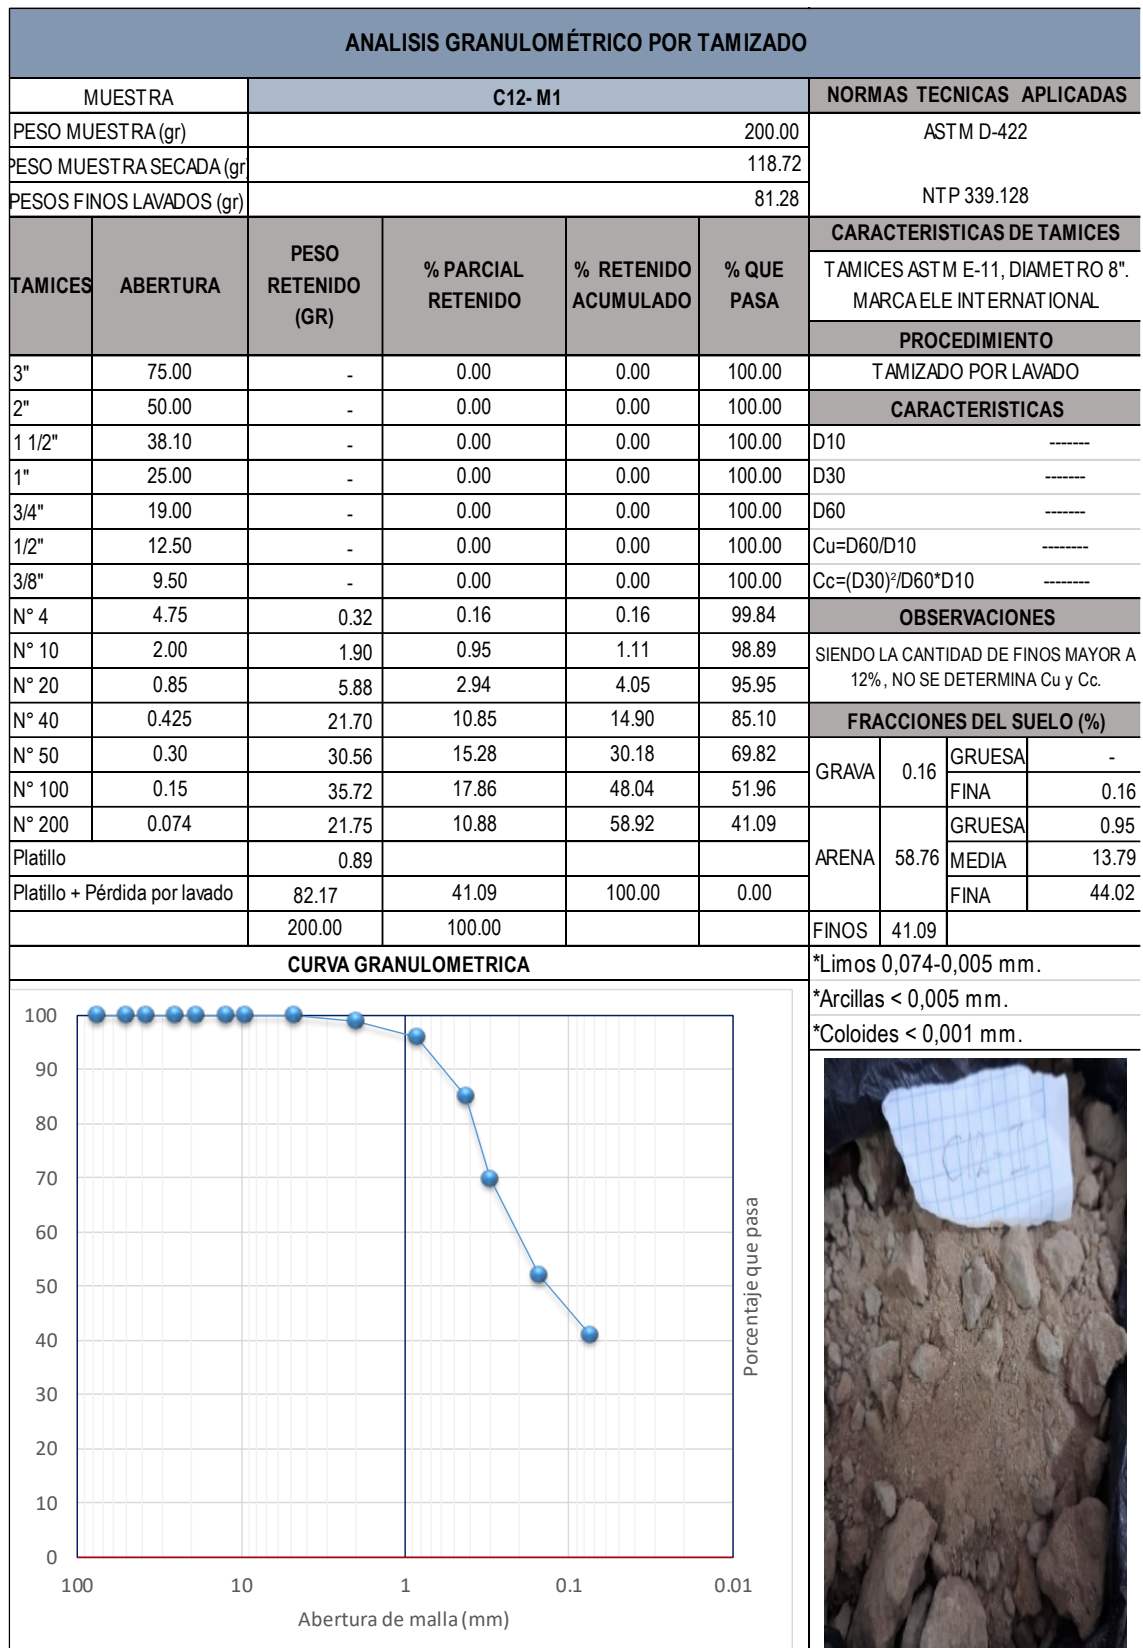 ANALISIS GRANULOMÉTRICO POR TAMIZADO
MUESTRA C12- M1 NORMAS TECNICAS APLICADAS
PESO MUESTRA (gr) 200.00 ASTM D-422
PESO MUESTRA SECADA (gr) 118.72
PESOS FINOS LAVADOS (gr) 81.28 NTP 339.128
TAMICES ABERTURA PESO RETENIDO (GR) % PARCIAL RETENIDO % RETENIDO ACUMULADO % QUE PASA
CARACTERISTICAS DE TAMICES
TAMICES ASTM E-11, DIAMETRO 8".
MARCA ELE INTERNATIONAL
PROCEDIMIENTO
3" 75.00 - 0.00 0.00 100.00 TAMIZADO POR LAVADO
2" 50.00 - 0.00 0.00 100.00 CARACTERISTICAS
1 1/2" 38.10 - 0.00 0.00 100.00 D10 -------
1" 25.00 - 0.00 0.00 100.00 D30 -------
3/4" 19.00 - 0.00 0.00 100.00 D60 -------
1/2" 12.50 - 0.00 0.00 100.00 Cu=D60/D10 --------
3/8" 9.50 - 0.00 0.00 100.00 Cc=(D30)²/D60*D10 --------
N° 4 4.75 0.32 0.16 0.16 99.84 OBSERVACIONES
N° 10 2.00 1.90 0.95 1.11 98.89 SIENDO LA CANTIDAD DE FINOS MAYOR A
N° 20 0.85 5.88 2.94 4.05 95.95 12%, NO SE DETERMINA Cu y Cc.
N° 40 0.425 21.70 10.85 14.90 85.10 FRACCIONES DEL SUELO (%)
N° 50 0.30 30.56 15.28 30.18 69.82 GRAVA 0.16 GRUESA -
N° 100 0.15 35.72 17.86 48.04 51.96 FINA 0.16
N° 200 0.074 21.75 10.88 58.92 41.09 GRUESA 0.95
Platillo 0.89 ARENA 58.76 MEDIA 13.79
Platillo + Pérdida por lavado 82.17 41.09 100.00 0.00 FINA 44.02
200.00 100.00 FINOS 41.09
CURVA GRANULOMETRICA *Limos 0,074-0,005 mm.
*Arcillas < 0,005 mm.
*Coloides < 0,001 mm.
100
90
80
70
60
50
40
30
20
10
0
100 10 1 0.1 0.01
Abertura de malla (mm)
Porcentaje que pasa